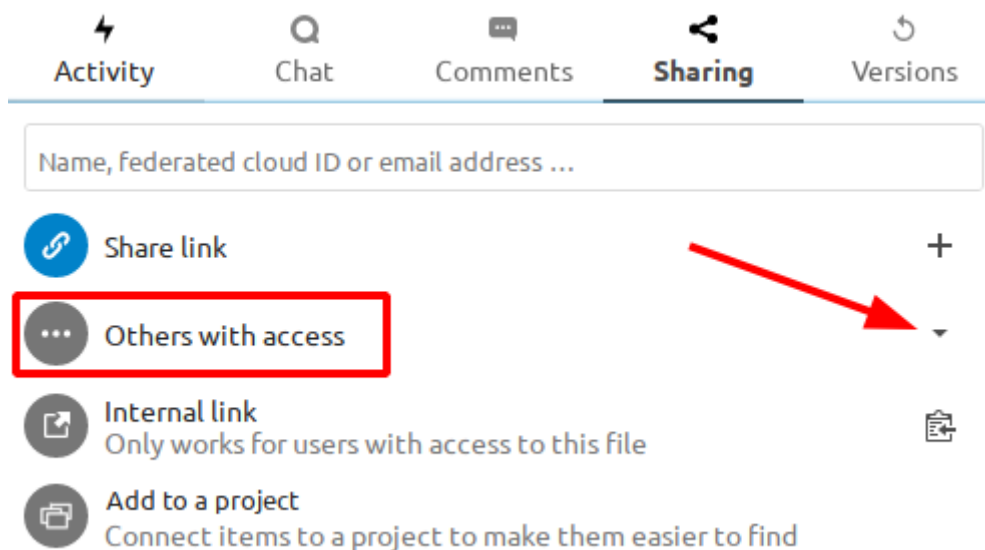 Activity Chat Comments Sharing Versions
Name, federated cloud ID or email address ...
Share link
Others with access
Internal link
Only works for users with access to this file
Add to a project
Connect items to a project to make them easier to find